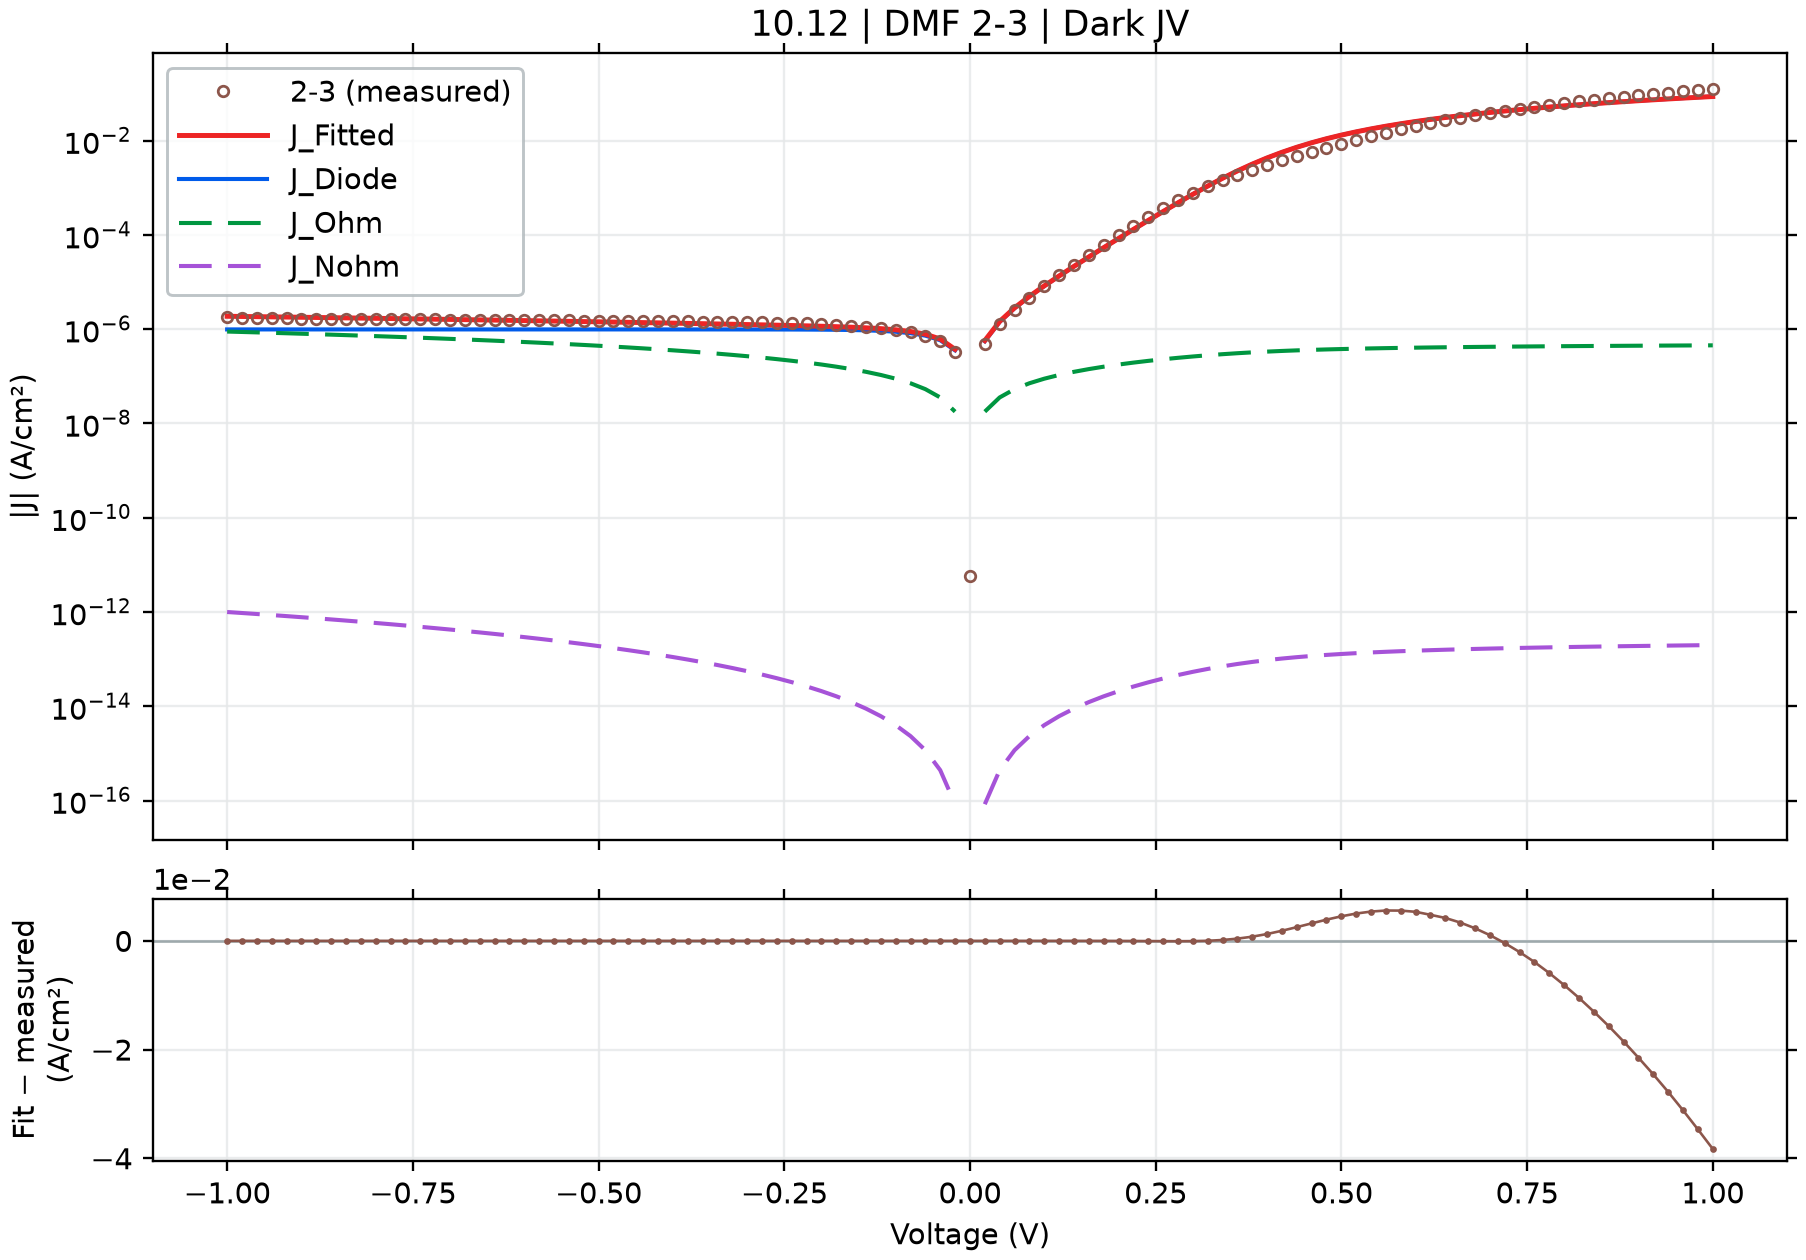 10.12 | DMF 2-3 | Dark JV
2-3 (measured)
J_Fitted
J_Diode
J_Ohm
J_Nohm
|J| (A/cm²)
10⁻²
10⁻⁴
10⁻⁶
10⁻⁸
10⁻¹⁰
10⁻¹²
10⁻¹⁴
10⁻¹⁶
1e−2
Fit − measured
(A/cm²)
0
−2
−4
−1.00 −0.75 −0.50 −0.25 0.00 0.25 0.50 0.75 1.00
Voltage (V)